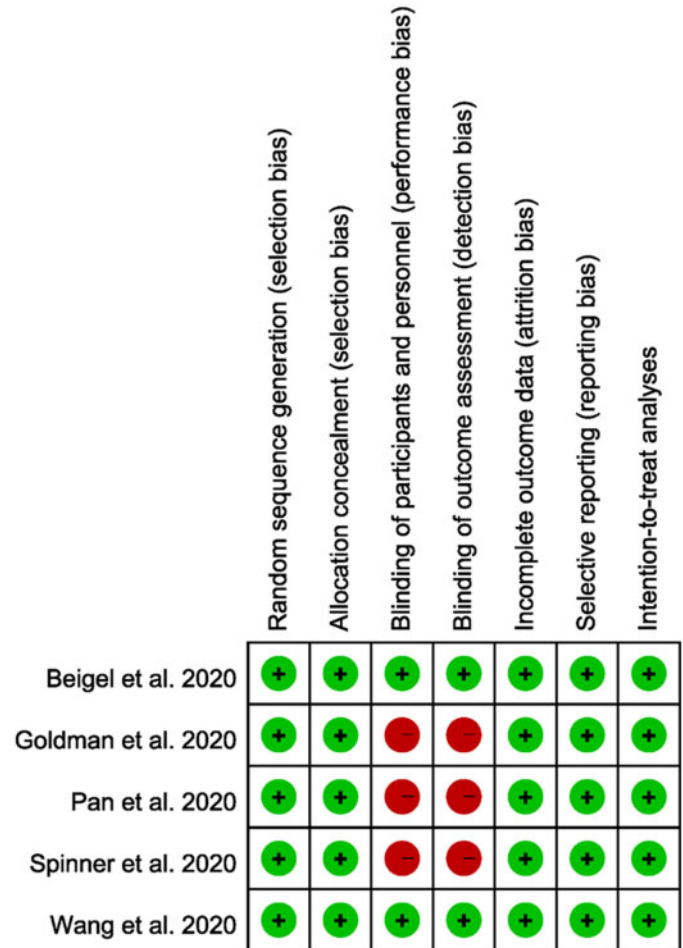 Random sequence generation (selection bias)
Allocation concealment (selection bias)
Blinding of participants and personnel (performance bias)
Blinding of outcome assessment (detection bias)
Incomplete outcome data (attrition bias)
Selective reporting (reporting bias)
Intention-to-treat analyses
Beigel et al. 2020 + + + + + + +
Goldman et al. 2020 + + – – + + +
Pan et al. 2020 + + – – + + +
Spinner et al. 2020 + + – – + + +
Wang et al. 2020 + + + + + + +